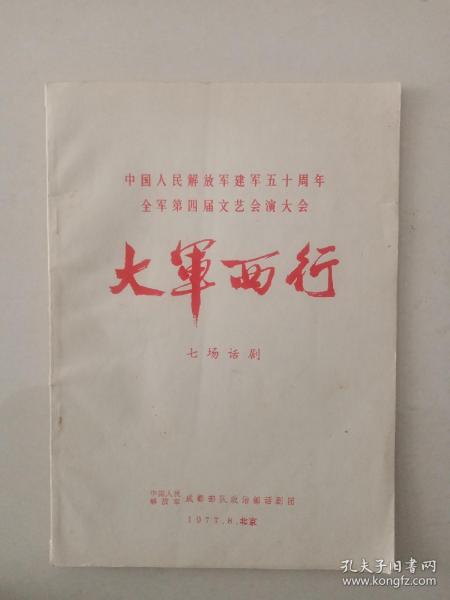 中国人民解放军建军五十周年
全军第四届文艺会演大会
大軍西行
七场话剧
中国人民
解放军 成都部队政治部话剧团
1977.8.北京
孔夫子旧书网
www.kongfz.com